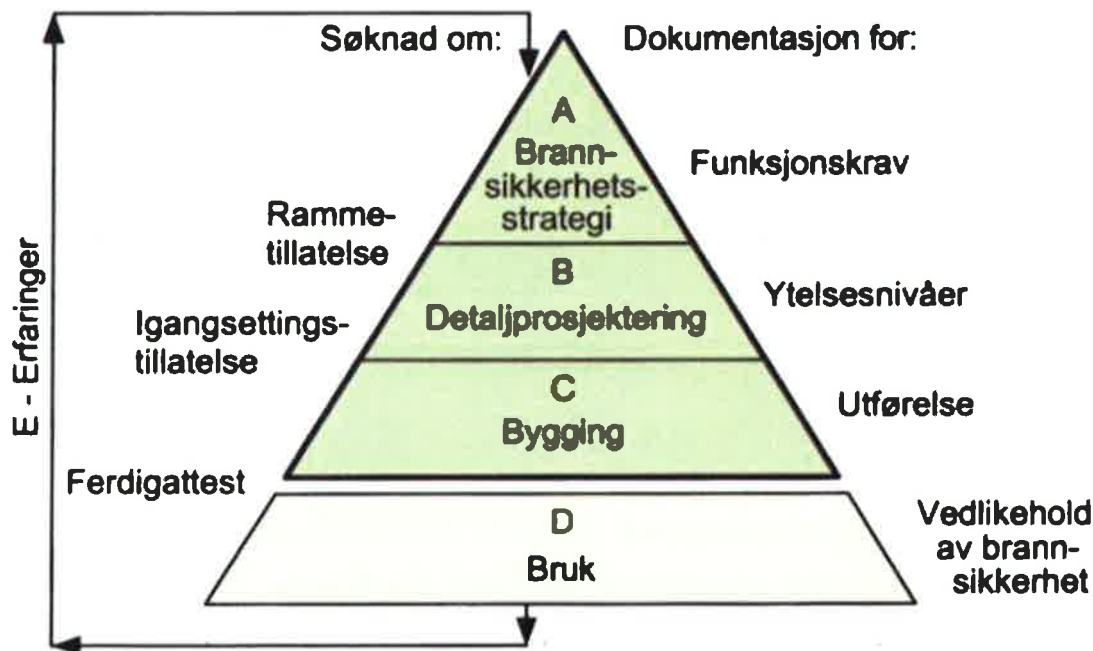 Søknad om:
Dokumentasjon for:
A
Brann-
sikkerhets-
strategi
Funksjonskrav
Ramme-
tillatelse
B
Detaljprosjektering
Ytelsesnivåer
Igangsettings-
tillatelse
C
Bygging
Utførelse
Ferdigattest
D
Bruk
Vedlikehold
av brann-
sikkerhet
E - Erfaringer